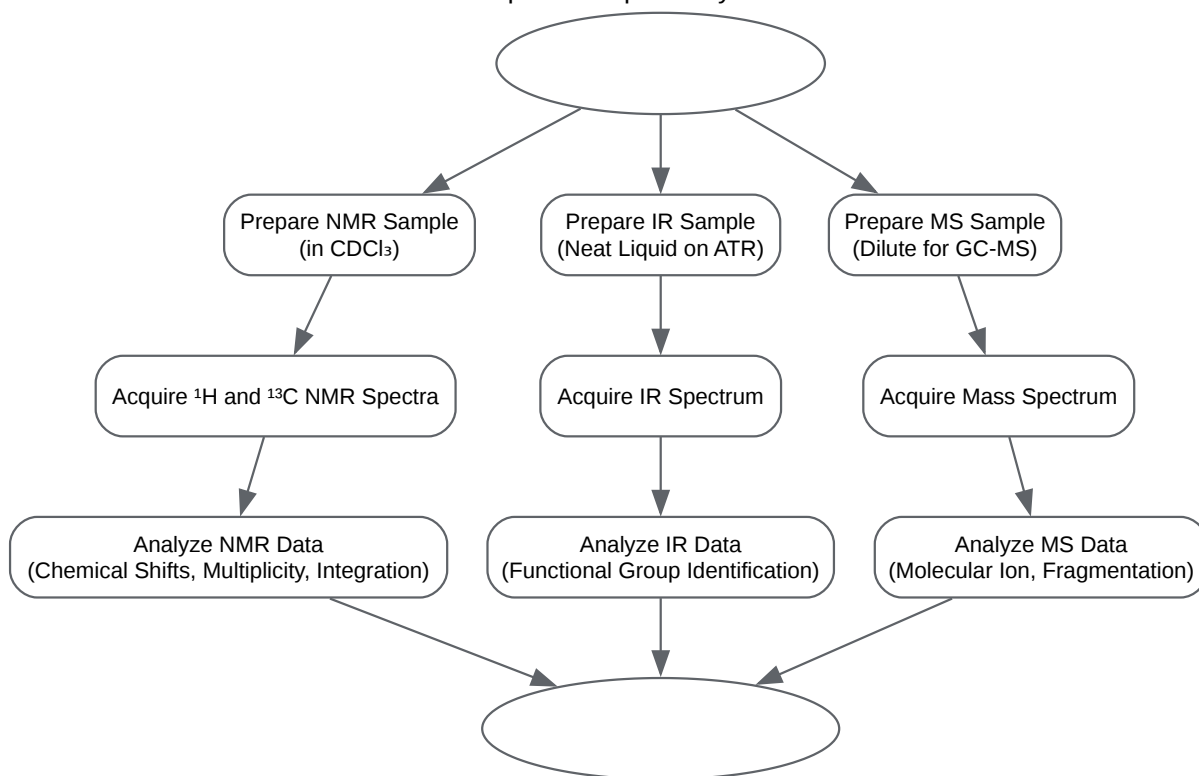 Prepare NMR Sample
(in CDCl₃)
Prepare IR Sample
(Neat Liquid on ATR)
Prepare MS Sample
(Dilute for GC-MS)
Acquire ¹H and ¹³C NMR Spectra
Acquire IR Spectrum
Acquire Mass Spectrum
Analyze NMR Data
(Chemical Shifts, Multiplicity, Integration)
Analyze IR Data
(Functional Group Identification)
Analyze MS Data
(Molecular Ion, Fragmentation)